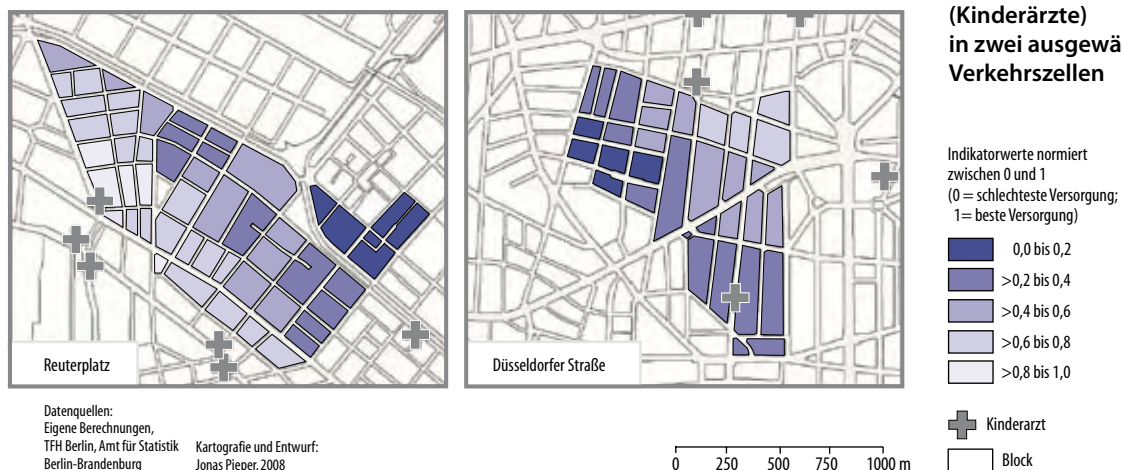 (Kinderärzte)
in zwei ausgewä
Verkehrszellen
Indikatorwerte normiert
zwischen 0 und 1
(0 = schlechteste Versorgung;
1= beste Versorgung)
0,0 bis 0,2
>0,2 bis 0,4
>0,4 bis 0,6
>0,6 bis 0,8
>0,8 bis 1,0
Kinderarzt
Block
Reuterplatz
Düsseldorfer Straße
Datenquellen:
Eigene Berechnungen,
TFH Berlin, Amt für Statistik
Berlin-Brandenburg
Kartografie und Entwurf:
Jonas Pieper, 2008
0 250 500 750 1000 m